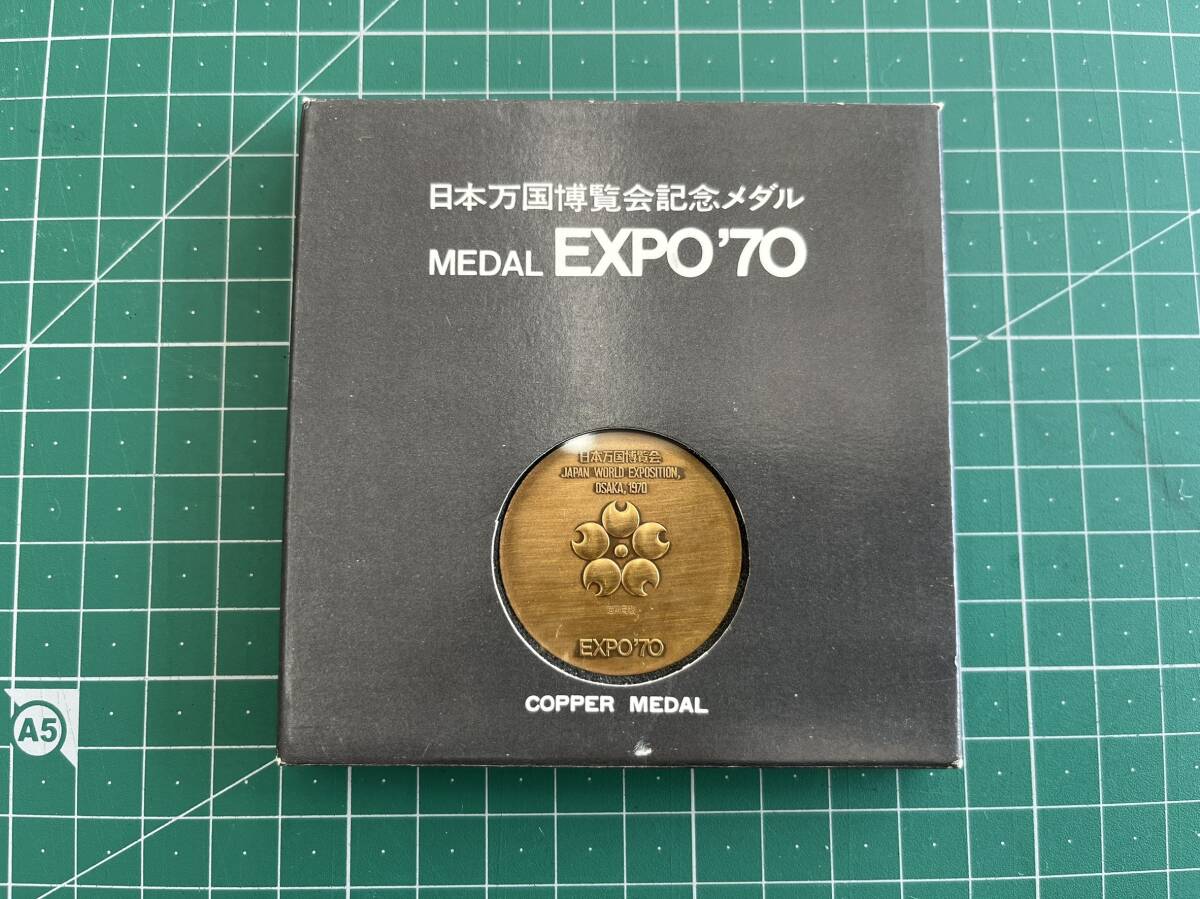 日本万国博覧会記念メダル
MEDAL EXPO'70
日本万国博覧会
JAPAN WORLD EXPOSITION,
OSAKA, 1970
EXPO'70
COPPER MEDAL
A5